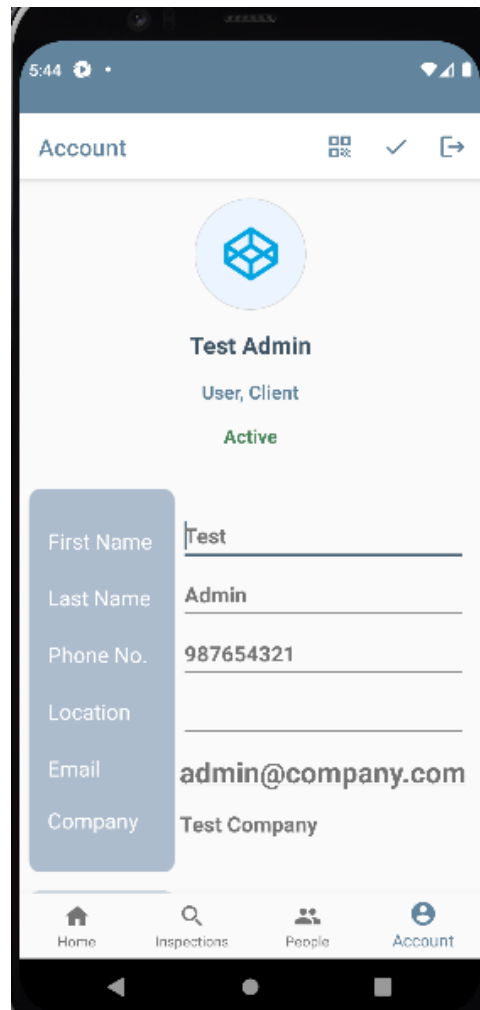 5:44
Account
Test Admin
User, Client
Active
First Name Test
Last Name Admin
Phone No. 987654321
Location
Email admin@company.com
Company Test Company
Home Inspections People Account